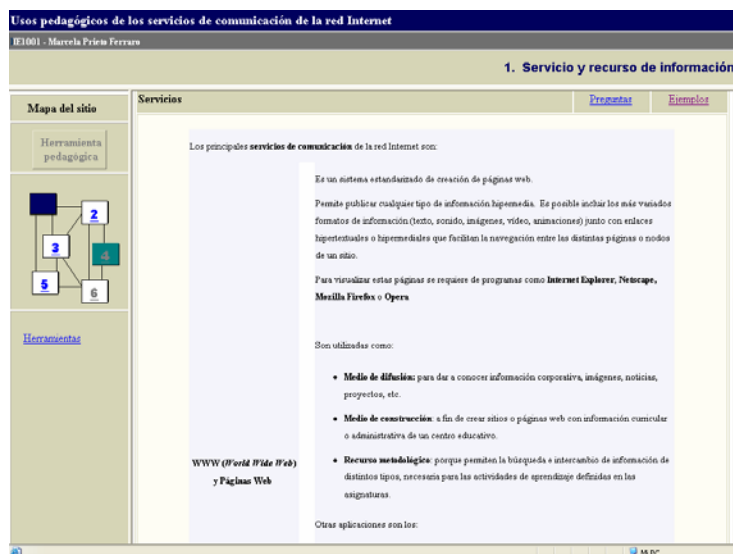 Usos pedagógicos de los servicios de comunicación de la red Internet
IE1001 - Marcela Prieto Ferraro
1. Servicio y recurso de información
Mapa del sitio
Servicios
Preguntas
Ejemplos
Herramienta
pedagógica
2
3
4
5
6
Herramientas
Los principales servicios de comunicación de la red Internet son:
Es un sistema estandarizado de creación de páginas web.
Permite publicar cualquier tipo de información hipermedia. Es posible incluir los más variados
formatos de información (texto, sonido, imágenes, vídeo, animaciones) junto con enlaces
hipertextuales o hipermediales que facilitan la navegación entre las distintas páginas o nodos
de un sitio.
Para visualizar estas páginas se requiere de programas como Internet Explorer, Netscape,
Mozilla Firefox o Opera
Son utilizadas como:
• Medio de difusión: para dar a conocer información corporativa, imágenes, noticias,
proyectos, etc.
• Medio de construcción: a fin de crear sitios o páginas web con información curricular
o administrativa de un centro educativo.
WWW (World Wide Web)
y Páginas Web
• Recurso metodológico: porque permiten la búsqueda e intercambio de información de
distintos tipos, necesaria para las actividades de aprendizaje definidas en las
asignaturas.
Otras aplicaciones son los:
Mi PC